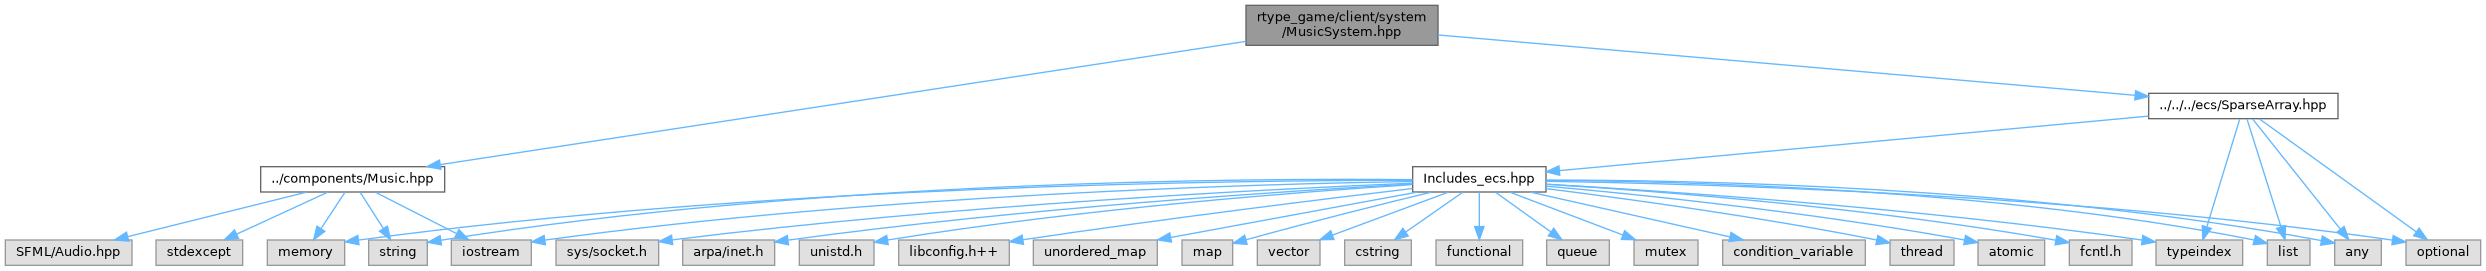 rtype_game/client/system
/MusicSystem.hpp
../../../ecs/SparseArray.hpp
../components/Music.hpp
Includes_ecs.hpp
SFML/Audio.hpp
stdexcept
memory
string
iostream
sys/socket.h
arpa/inet.h
unistd.h
libconfig.h++
unordered_map
map
vector
cstring
functional
queue
mutex
condition_variable
thread
atomic
fcntl.h
typeindex
list
any
optional